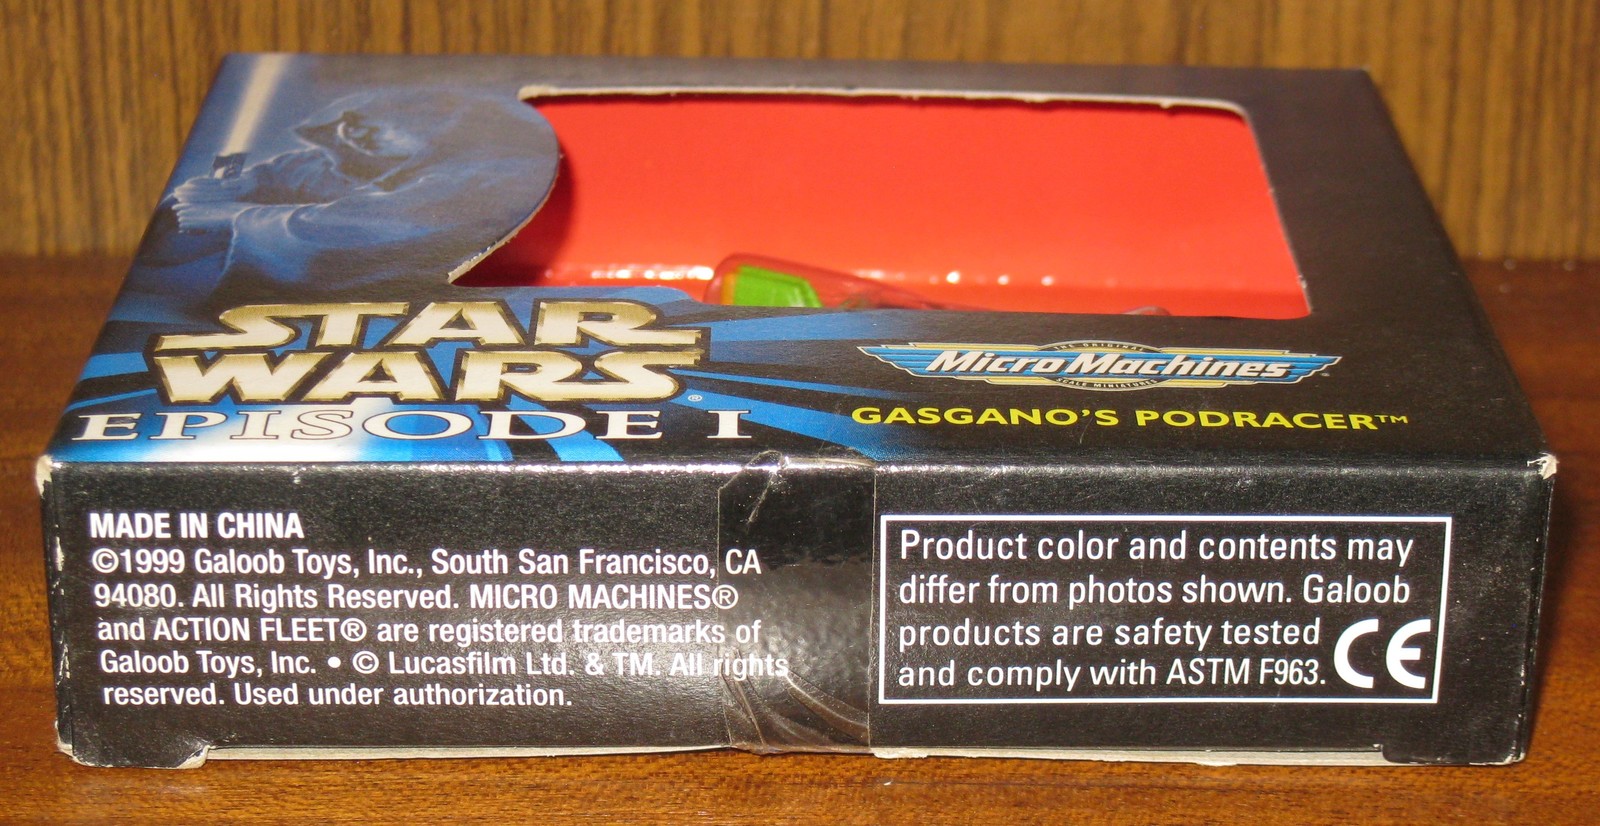 STAR
WARS®
EPISODE I
THE ORIGINAL
Micro Machines
SCALE MINIATURES
GASGANO'S PODRACER™
MADE IN CHINA
©1999 Galoob Toys, Inc., South San Francisco, CA
94080. All Rights Reserved. MICRO MACHINES®
and ACTION FLEET® are registered trademarks of
Galoob Toys, Inc. • © Lucasfilm Ltd. & TM. All rights
reserved. Used under authorization.
Product color and contents may
differ from photos shown. Galoob
products are safety tested
and comply with ASTM F963.
CE